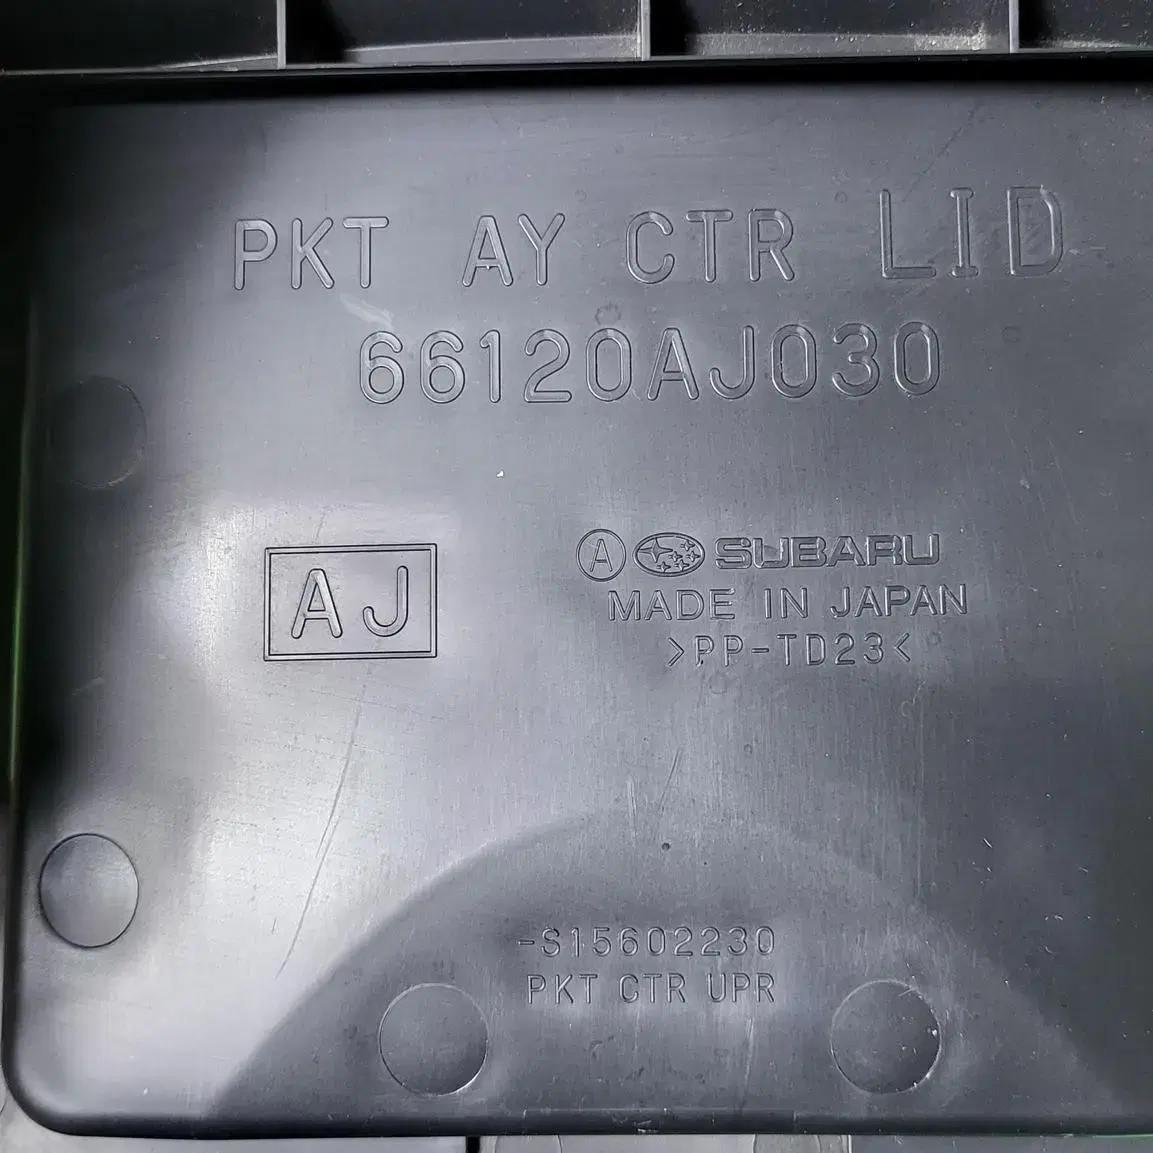 PKT AY CTR LID
66120AJ030
AJ
A SUBARU
MADE IN JAPAN
>PP-TD23<
-S15602230
PKT CTR UPR